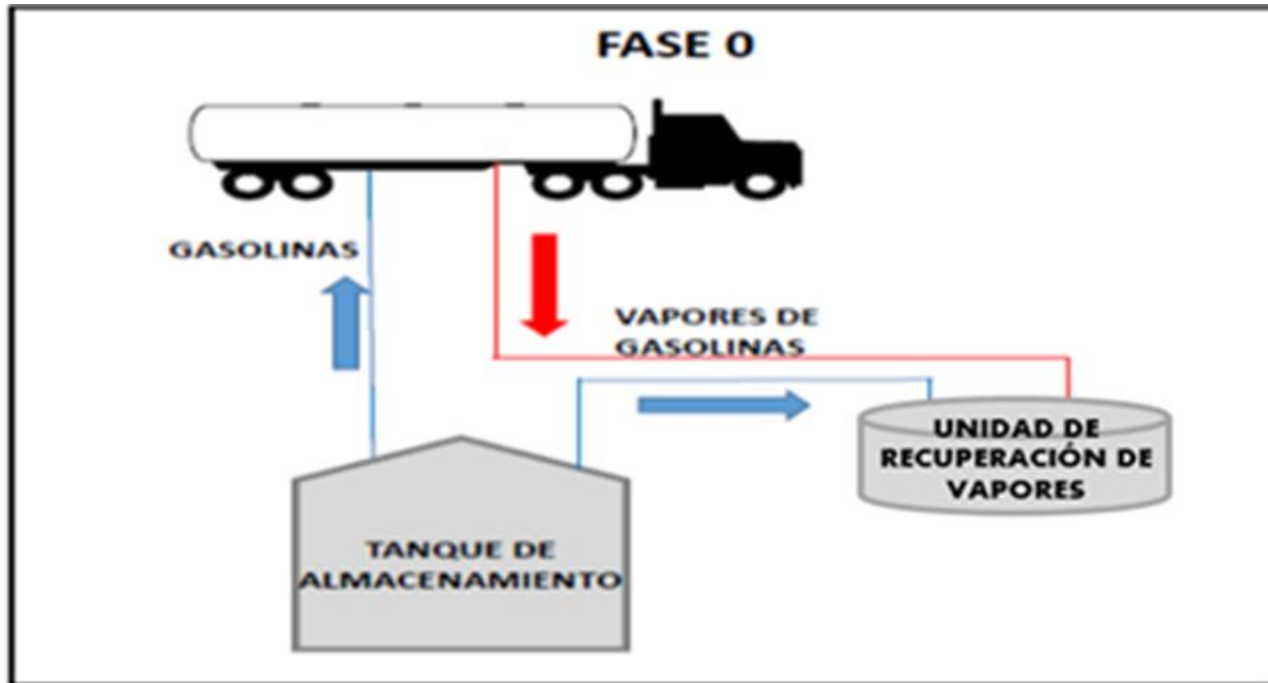 FASE 0
GASOLINAS
VAPORES DE
GASOLINAS
UNIDAD DE
RECUPERACIÓN DE
VAPORES
TANQUE DE
ALMACENAMIENTO